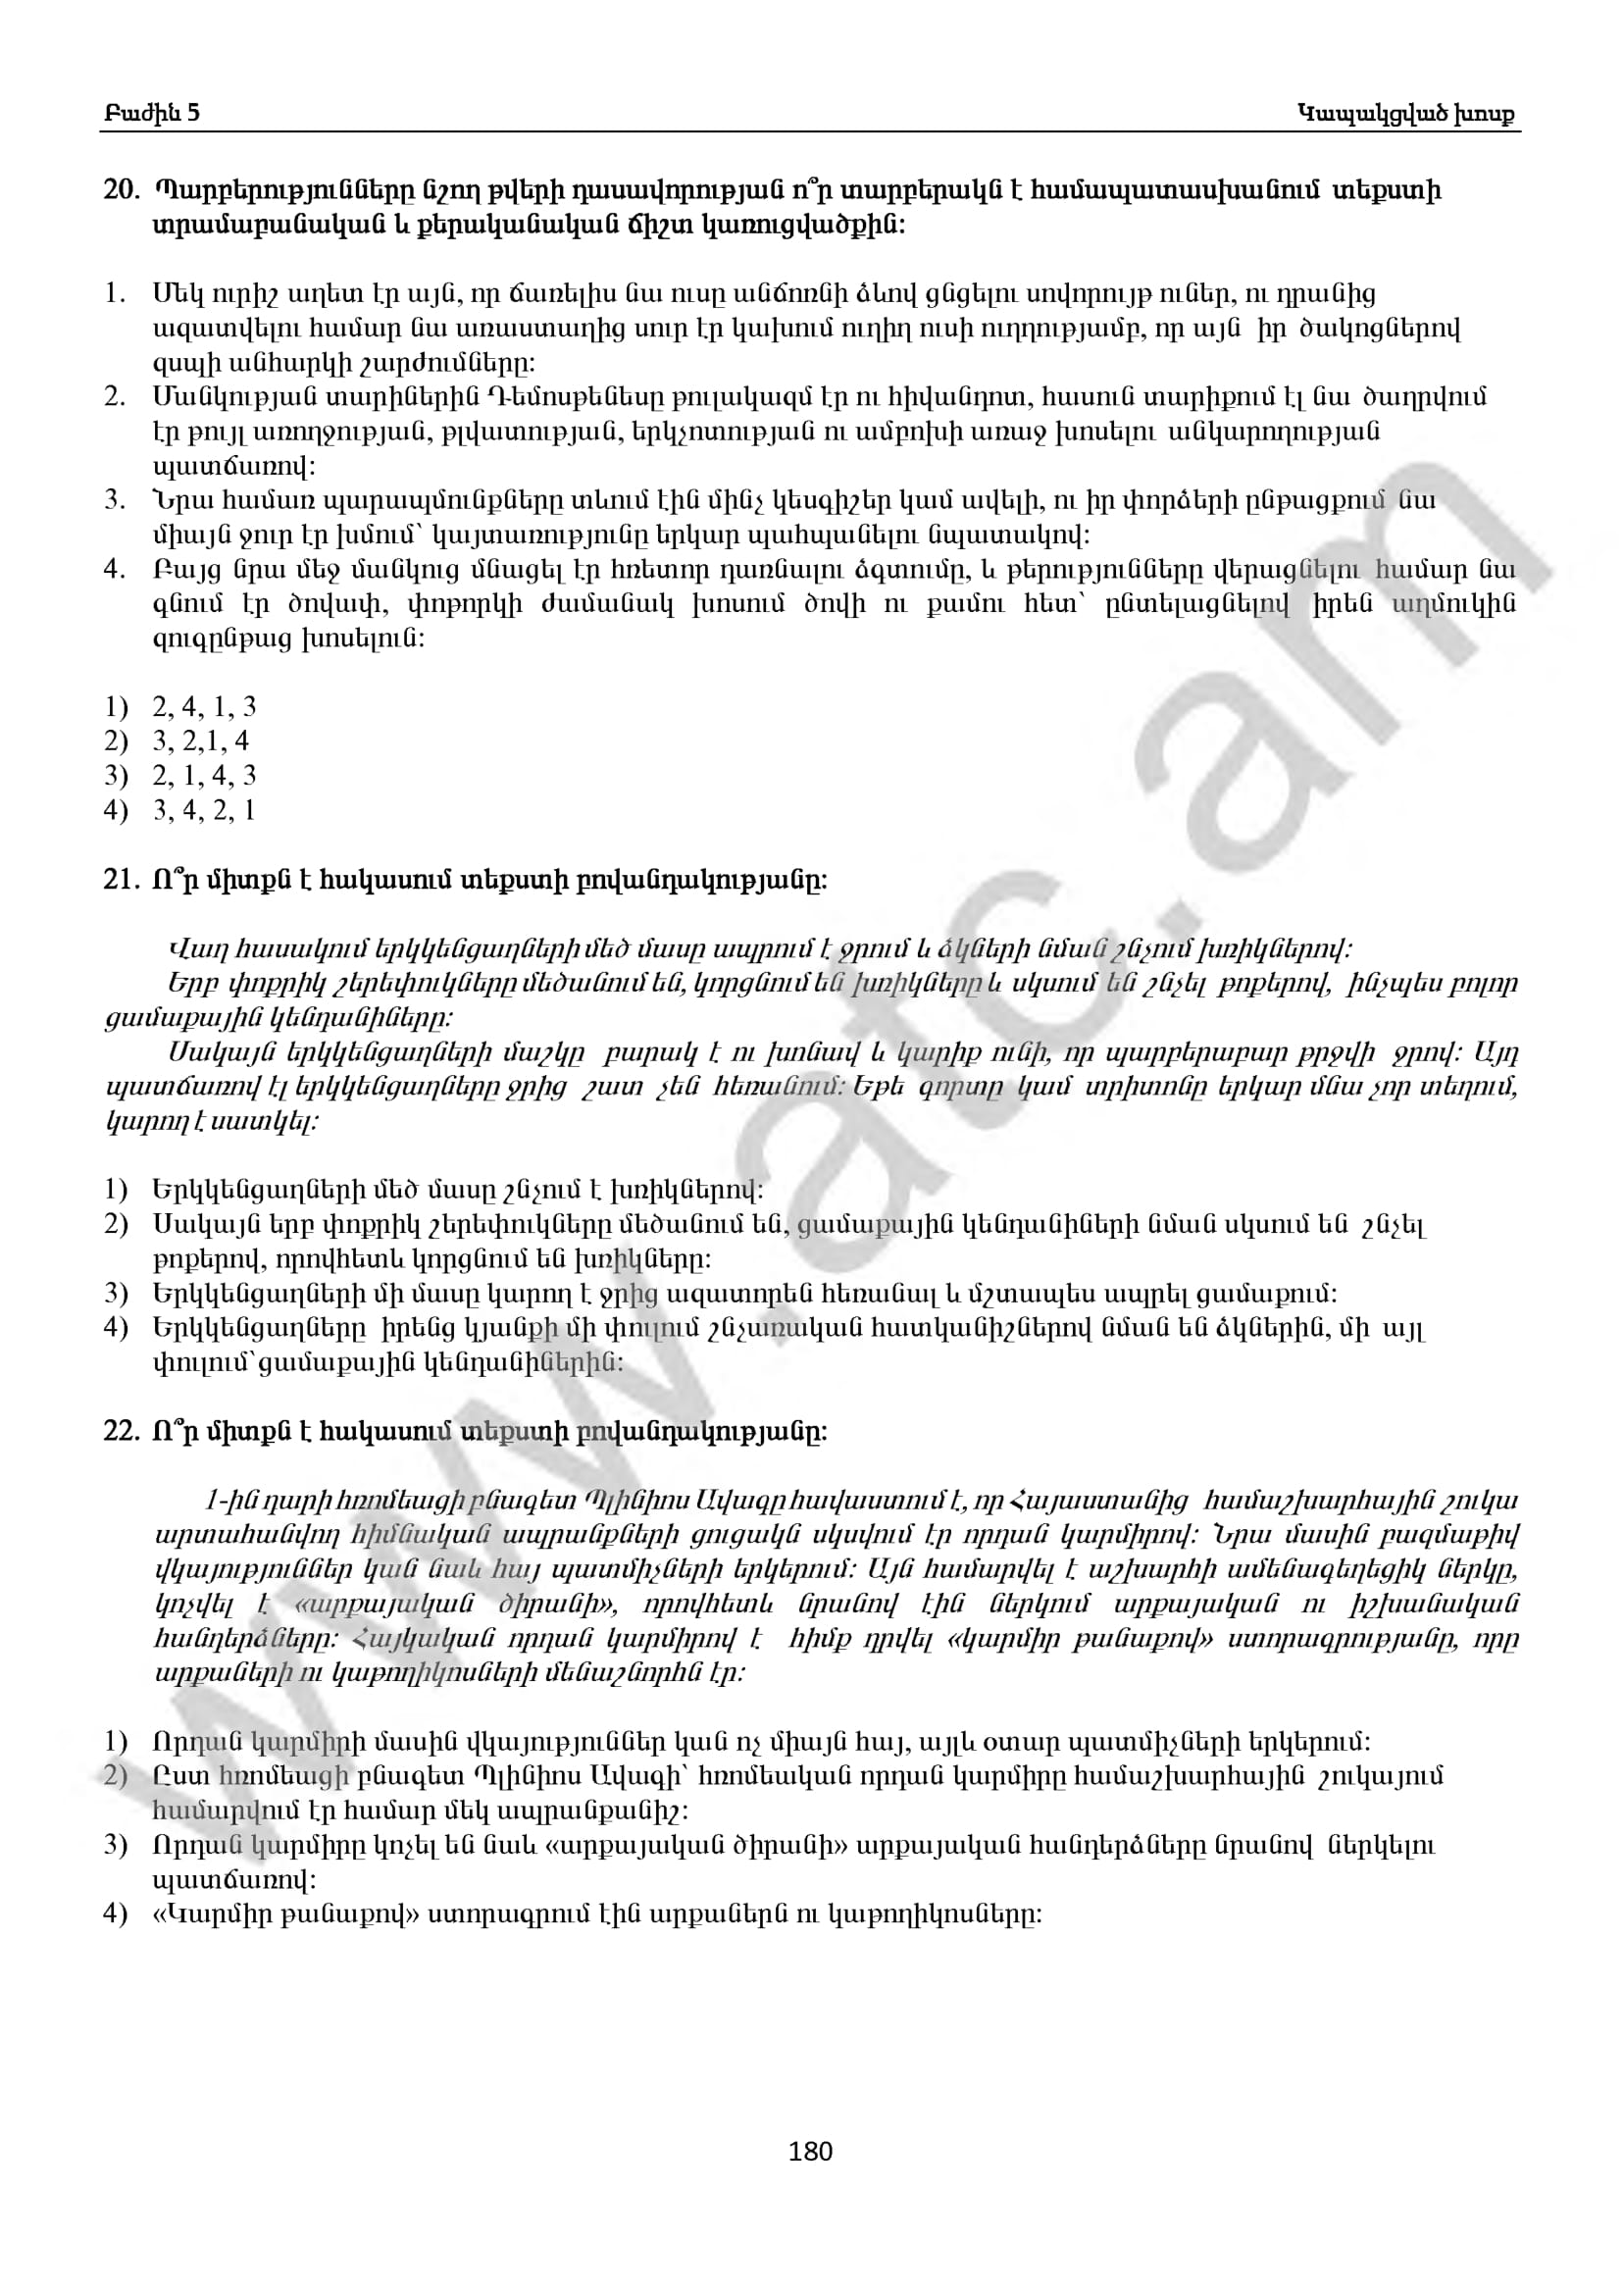 Բաժին 5 Կապակցված խոսք
20. Պարբերությունները նշող թվերի դասավորության ո՞ր տարբերակն է համապատասխանում տեքստի
տրամաբանական և քերականական ճիշտ կառուցվածքին:
1. Մեկ ուրիշ աղետ էր այն, որ ճառելիս նա ուսը անճոռնի ձևով ցնցելու սովորույթ ուներ, ու դրանից
ազատվելու համար նա առաստաղից սուր էր կախում ուղիղ ուսի ուղղությամբ, որ այն իր ծակոցներով
զսպի անհարկի շարժումները:
2. Մանկության տարիներին Դեմոսթենեսը թուլակազմ էր ու հիվանդոտ, հասուն տարիքում էլ նա ծաղրվում
էր թույլ առողջության, թլվատության, երկչոտության ու ամբոխի առաջ խոսելու անկարողության
պատճառով:
3. Նրա համառ պարապմունքները տևում էին մինչ կեսգիշեր կամ ավելի, ու իր փորձերի ընթացքում նա
միայն ջուր էր խմում՝ կայտառությունը երկար պահպանելու նպատակով:
4. Բայց նրա մեջ մանկուց մնացել էր հռետոր դառնալու ձգտումը, և թերությունները վերացնելու համար նա
գնում էր ծովափ, փոթորկի ժամանակ խոսում ծովի ու քամու հետ՝ ընտելացնելով իրեն աղմուկին
զուգընթաց խոսելուն:
1) 2, 4, 1, 3
2) 3, 2,1, 4
3) 2, 1, 4, 3
4) 3, 4, 2, 1
21. Ո՞ր միտքն է հակասում տեքստի բովանդակությանը:
Վաղ հասակում երկկենցաղների մեծ մասը ապրում է ջրում և ձկների նման շնչում խռիկներով:
Երբ փոքրիկ շերեփուկները մեծանում են, կորցնում են խռիկները և սկսում են շնչել թոքերով, ինչպես բոլոր
ցամաքային կենդանիները:
Սակայն երկկենցաղների մաշկը բարակ է ու խոնավ և կարիք ունի, որ պարբերաբար թրջվի ջրով: Այդ
պատճառով էլ երկկենցաղները ջրից շատ չեն հեռանում: Եթե գորտը կամ տրիտոնը երկար մնա չոր տեղում,
կարող է սատկել:
1) Երկկենցաղների մեծ մասը շնչում է խռիկներով:
2) Սակայն երբ փոքրիկ շերեփուկները մեծանում են, ցամաքային կենդանիների նման սկսում են շնչել
թոքերով, որովհետև կորցնում են խռիկները:
3) Երկկենցաղների մի մասը կարող է ջրից ազատորեն հեռանալ և մշտապես ապրել ցամաքում:
4) Երկկենցաղները իրենց կյանքի մի փուլում շնչառական հատկանիշներով նման են ձկներին, մի այլ
փուլում՝ցամաքային կենդանիներին:
22. Ո՞ր միտքն է հակասում տեքստի բովանդակությանը:
1-ին դարի հռոմեացի բնագետ Պլինիոս Ավագը հավաստում է, որ Հայաստանից համաշխարհային շուկա
արտահանվող հիմնական ապրանքների ցուցակն սկսվում էր որդան կարմիրով: Նրա մասին բազմաթիվ
վկայություններ կան նաև հայ պատմիչների երկերում: Այն համարվել է աշխարհի ամենագեղեցիկ ներկը,
կոչվել է «արքայական ծիրանի», որովհետև նրանով էին ներկում արքայական ու իշխանական
հանդերձները: Հայկական որդան կարմիրով է հիմք դրվել «կարմիր թանաքով» ստորագրությանը, որը
արքաների ու կաթողիկոսների մենաշնորհն էր:
1) Որդան կարմիրի մասին վկայություններ կան ոչ միայն հայ, այլև օտար պատմիչների երկերում:
2) Ըստ հռոմեացի բնագետ Պլինիոս Ավագի՝ հռոմեական որդան կարմիրը համաշխարհային շուկայում
համարվում էր համար մեկ ապրանքանիշ:
3) Որդան կարմիրը կոչել են նաև «արքայական ծիրանի» արքայական հանդերձները նրանով ներկելու
պատճառով:
4) «Կարմիր թանաքով» ստորագրում էին արքաներն ու կաթողիկոսները:
www.atc.am
180